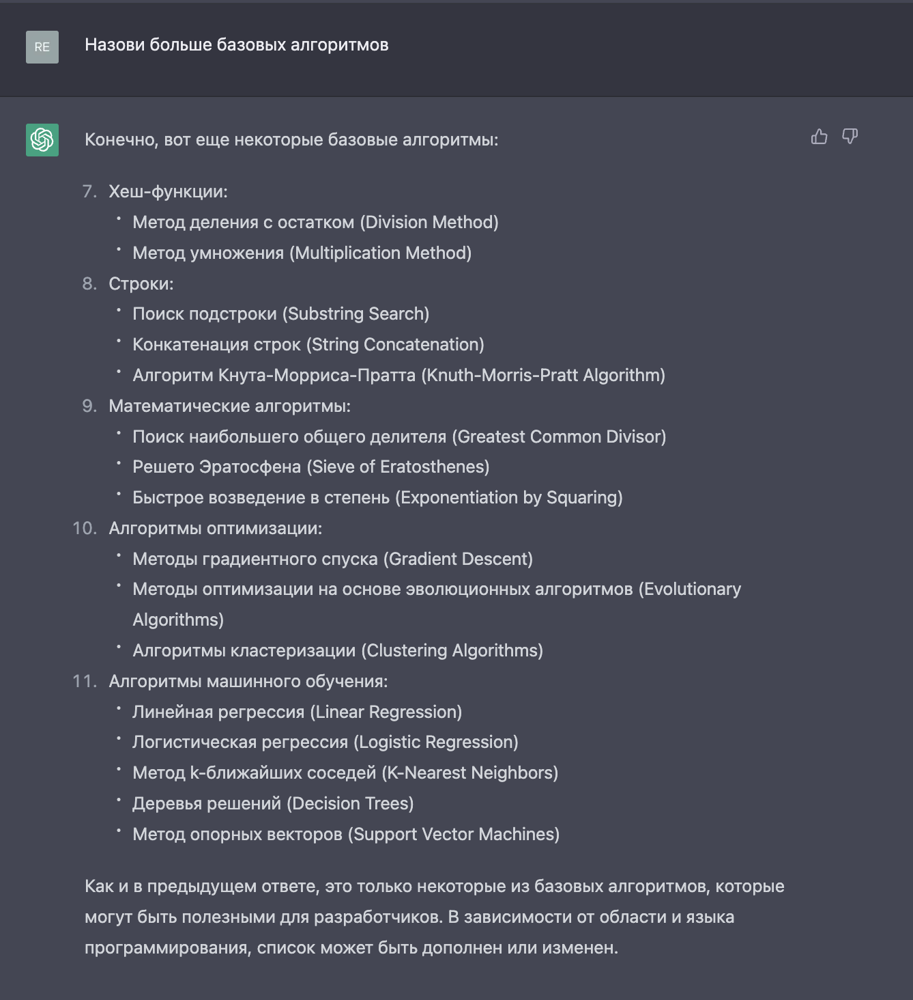 RE
Назови больше базовых алгоритмов
Конечно, вот еще некоторые базовые алгоритмы:
7. Хеш-функции:
• Метод деления с остатком (Division Method)
• Метод умножения (Multiplication Method)
8. Строки:
• Поиск подстроки (Substring Search)
• Конкатенация строк (String Concatenation)
• Алгоритм Кнута-Морриса-Пратта (Knuth-Morris-Pratt Algorithm)
9. Математические алгоритмы:
• Поиск наибольшего общего делителя (Greatest Common Divisor)
• Решето Эратосфена (Sieve of Eratosthenes)
• Быстрое возведение в степень (Exponentiation by Squaring)
10. Алгоритмы оптимизации:
• Методы градиентного спуска (Gradient Descent)
• Методы оптимизации на основе эволюционных алгоритмов (Evolutionary
Algorithms)
• Алгоритмы кластеризации (Clustering Algorithms)
11. Алгоритмы машинного обучения:
• Линейная регрессия (Linear Regression)
• Логистическая регрессия (Logistic Regression)
• Метод k-ближайших соседей (K-Nearest Neighbors)
• Деревья решений (Decision Trees)
• Метод опорных векторов (Support Vector Machines)
Как и в предыдущем ответе, это только некоторые из базовых алгоритмов, которые
могут быть полезными для разработчиков. В зависимости от области и языка
программирования, список может быть дополнен или изменен.